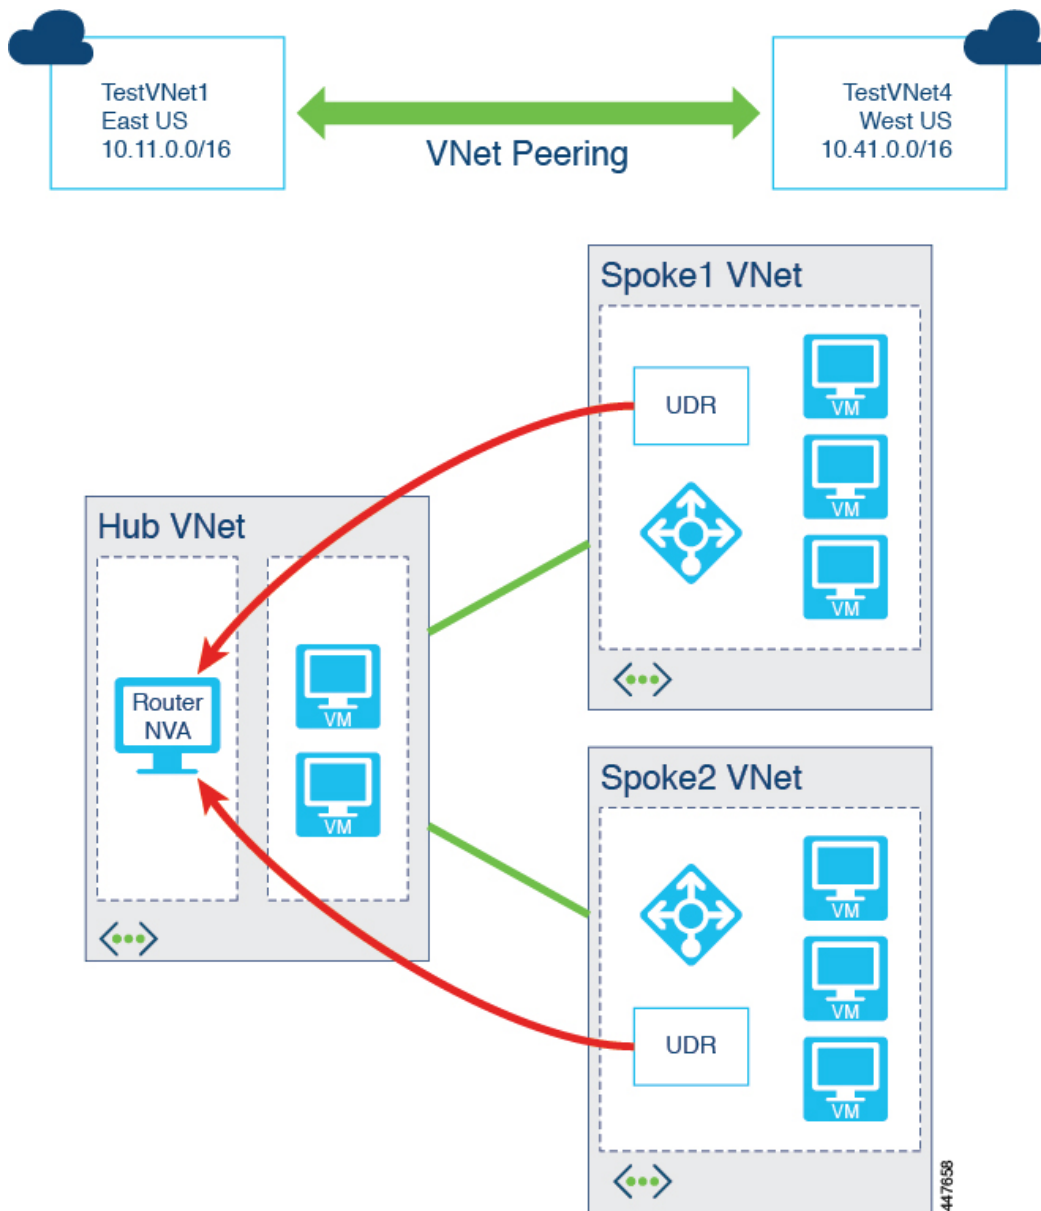 TestVNet1
East US
10.11.0.0/16
VNet Peering
TestVNet4
West US
10.41.0.0/16
Spoke1 VNet
UDR
VM
VM
VM
Hub VNet
Router
NVA
VM
VM
Spoke2 VNet
VM
VM
UDR
VM
447658